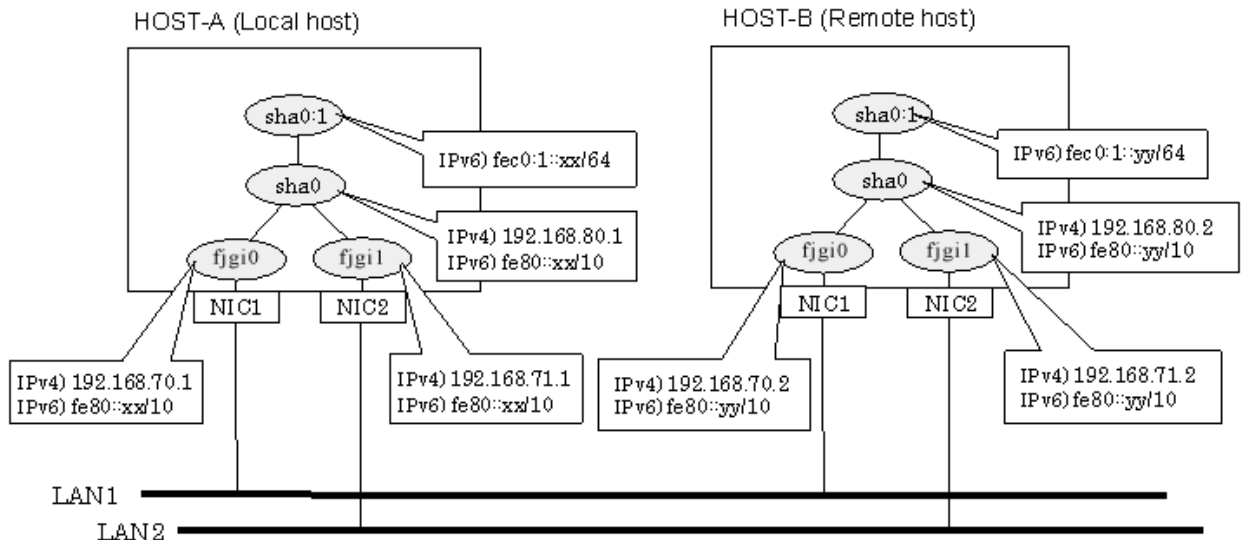 HOST-A (Local host)
HOST-B (Remote host)
sha0:1
IPv6) fec0:1::xx/64
sha0
IPv4) 192.168.80.1
IPv6) fe80::xx/10
fjgi0
fjgi1
NIC1
NIC2
IPv4) 192.168.70.1
IPv6) fe80::xx/10
IPv4) 192.168.71.1
IPv6) fe80::xx/10
sha0:1
IPv6) fec0:1::yy/64
sha0
IPv4) 192.168.80.2
IPv6) fe80::yy/10
fjgi0
fjgi1
NIC1
NIC2
IPv4) 192.168.70.2
IPv6) fe80::yy/10
IPv4) 192.168.71.2
IPv6) fe80::yy/10
LAN1
LAN2